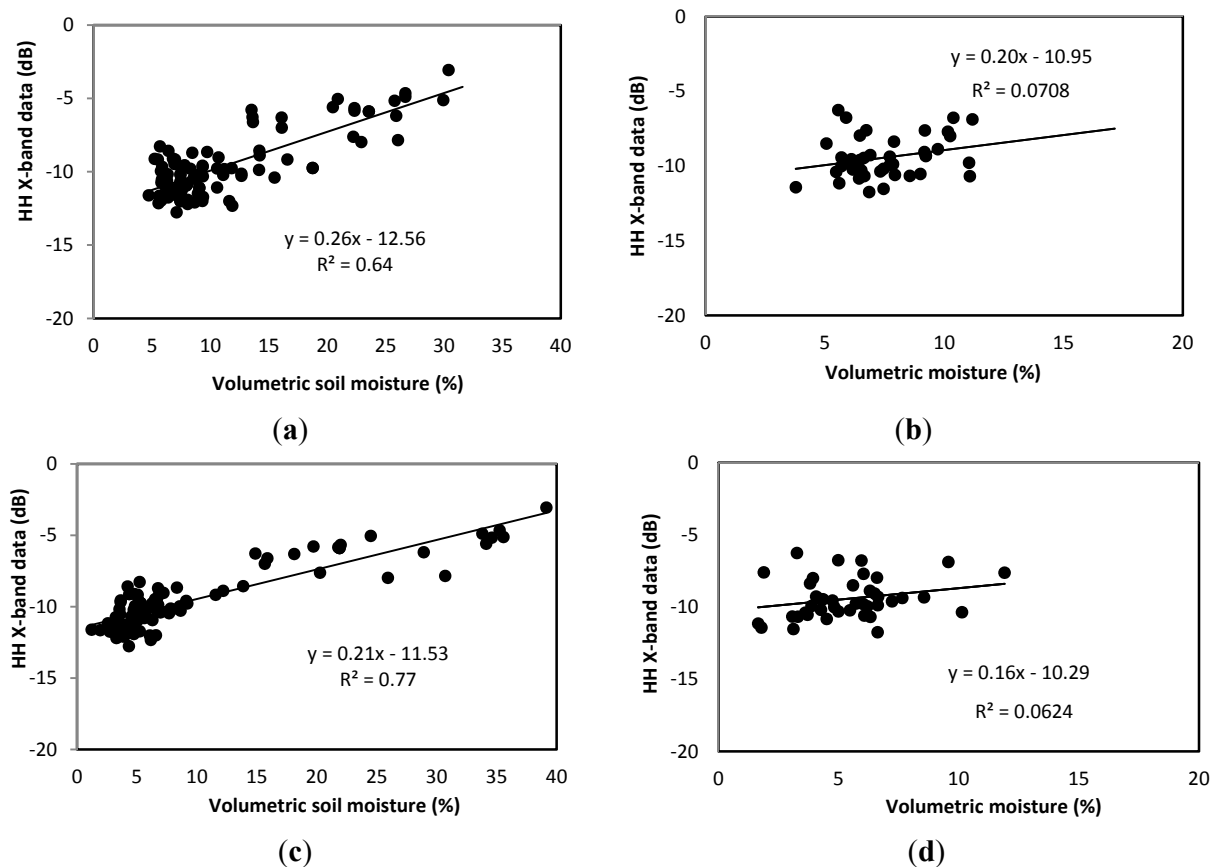 0
-5
-10
-15
-20
HH X-band data (dB)
y = 0.26x - 12.56
R² = 0.64
0 5 10 15 20 25 30 35 40
Volumetric soil moisture (%)
(a)
0
-5
-10
-15
-20
HH X-band data (dB)
y = 0.20x - 10.95
R² = 0.0708
0 5 10 15 20
Volumetric moisture (%)
(b)
0
-5
-10
-15
-20
HH X-band data (dB)
y = 0.21x - 11.53
R² = 0.77
0 5 10 15 20 25 30 35 40
Volumetric soil moisture (%)
(c)
0
-5
-10
-15
-20
HH X-band data (dB)
y = 0.16x - 10.29
R² = 0.0624
0 5 10 15 20
Volumetric moisture (%)
(d)